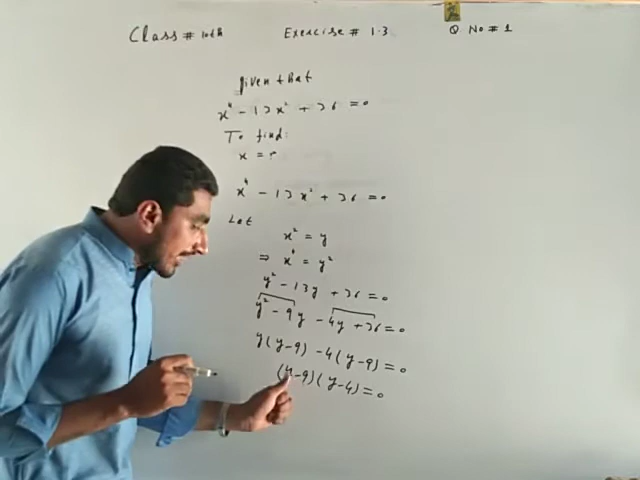 Class # 10th Exercise # 1.3 Q No # 1
given that
x⁴ - 13x² + 36 = 0
To find:
x = ?
x⁴ - 13x² + 36 = 0
Let
x² = y
⇒ x⁴ = y²
y² - 13y + 36 = 0
y² - 9y - 4y + 36 = 0
y(y-9) - 4(y-9) = 0
(y-9)(y-4) = 0